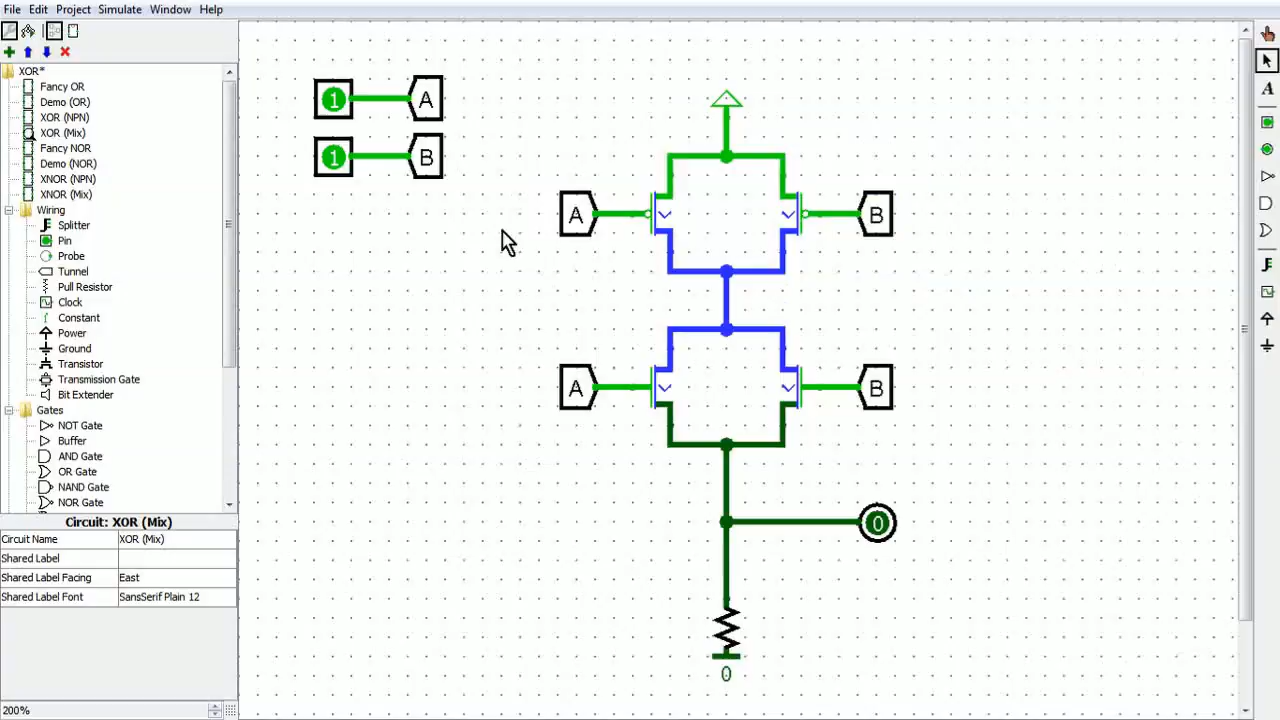 File Edit Project Simulate Window Help
XOR*
Fancy OR
Demo (OR)
XOR (NPN)
XOR (Mix)
Fancy NOR
Demo (NOR)
XNOR (NPN)
XNOR (Mix)
Wiring
Splitter
Pin
Probe
Tunnel
Pull Resistor
Clock
Constant
Power
Ground
Transistor
Transmission Gate
Bit Extender
Gates
NOT Gate
Buffer
AND Gate
OR Gate
NAND Gate
NOR Gate
Circuit: XOR (Mix)
Circuit Name XOR (Mix)
Shared Label
Shared Label Facing East
Shared Label Font SansSerif Plain 12
200%
1 A
1 B
A B
A B
0
0
A